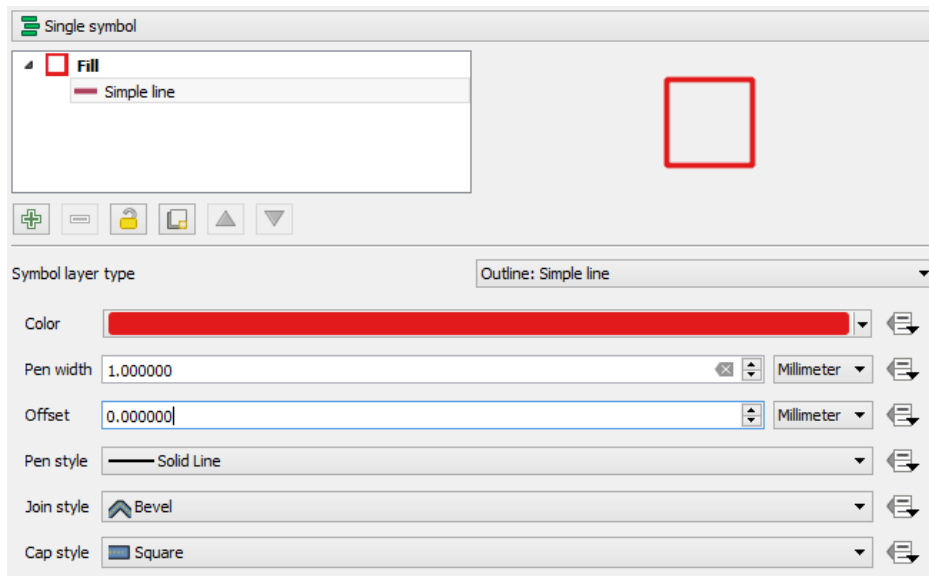 Single symbol
Fill
Simple line
Symbol layer type Outline: Simple line
Color
Pen width 1.000000 Millimeter
Offset 0.000000 Millimeter
Pen style Solid Line
Join style Bevel
Cap style Square